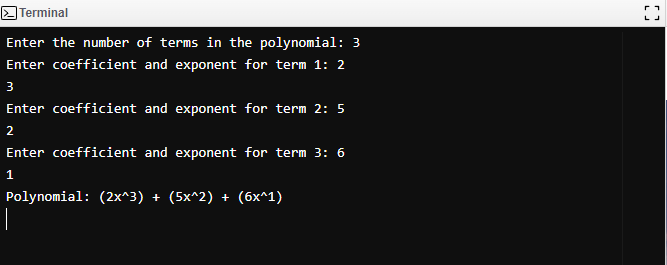 Terminal
Enter the number of terms in the polynomial: 3
Enter coefficient and exponent for term 1: 2
3
Enter coefficient and exponent for term 2: 5
2
Enter coefficient and exponent for term 3: 6
1
Polynomial: (2x^3) + (5x^2) + (6x^1)